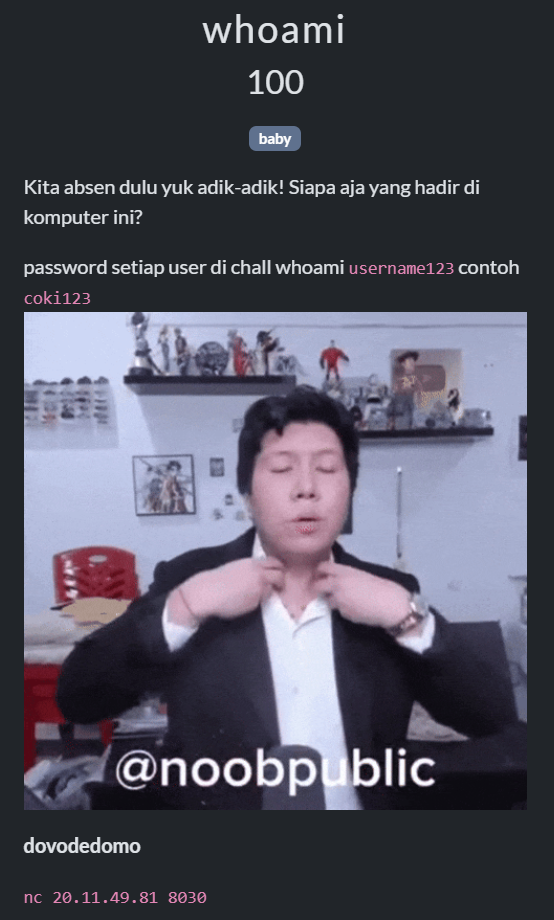 whoami
100
baby
Kita absen dulu yuk adik-adik! Siapa aja yang hadir di
komputer ini?
password setiap user di chall whoami username123 contoh
coki123
@noobpublic
dovodedomo
nc 20.11.49.81 8030